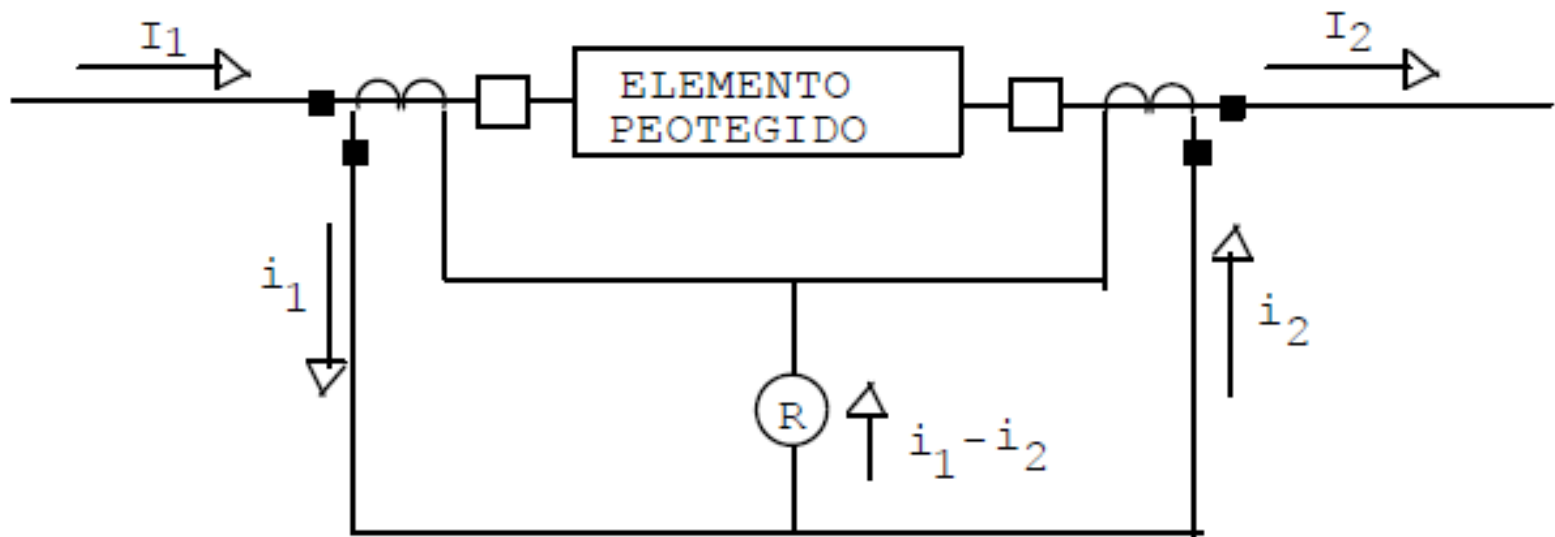 I₁
I₂
ELEMENTO
PEOTEGIDO
i₁
i₂
R
i₁-i₂